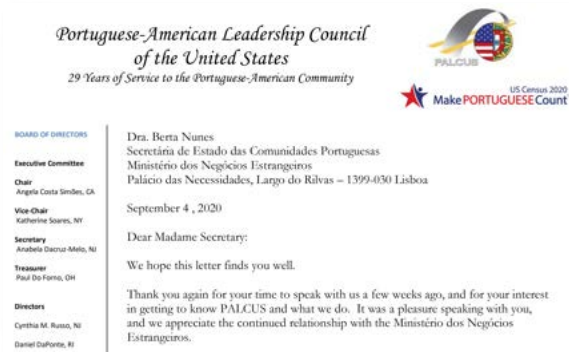 Portuguese-American Leadership Council
of the United States
29 Years of Service to the Portuguese-American Community
PALCUS
US Census 2020
Make PORTUGUESE Count
BOARD OF DIRECTORS
Executive Committee
Chair
Angela Costa Simões, CA
Vice-Chair
Katherine Soares, NY
Secretary
Anabela Dacruz-Melo, NJ
Treasurer
Paul Do Forno, OH
Directors
Cynthia M. Russo, NJ
Daniel DaPonte, RI
Dra. Berta Nunes
Secretária de Estado das Comunidades Portuguesas
Ministério dos Negócios Estrangeiros
Palácio das Necessidades, Largo do Rilvas – 1399-030 Lisboa
September 4 , 2020
Dear Madame Secretary:
We hope this letter finds you well.
Thank you again for your time to speak with us a few weeks ago, and for your interest
in getting to know PALCUS and what we do. It was a pleasure speaking with you,
and we appreciate the continued relationship with the Ministério dos Negócios
Estrangeiros.